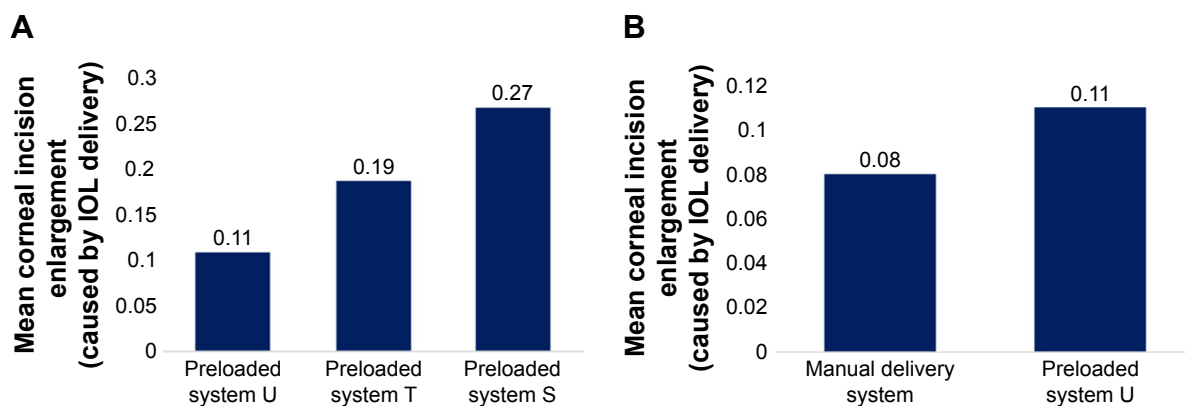 A
Mean corneal incision
enlargement
(caused by IOL delivery)
0.3
0.25
0.2
0.15
0.1
0.05
0
0.11
0.19
0.27
Preloaded
system U
Preloaded
system T
Preloaded
system S
B
Mean corneal incision
enlargement
(caused by IOL delivery)
0.12
0.1
0.08
0.06
0.04
0.02
0
0.08
0.11
Manual delivery
system
Preloaded
system U